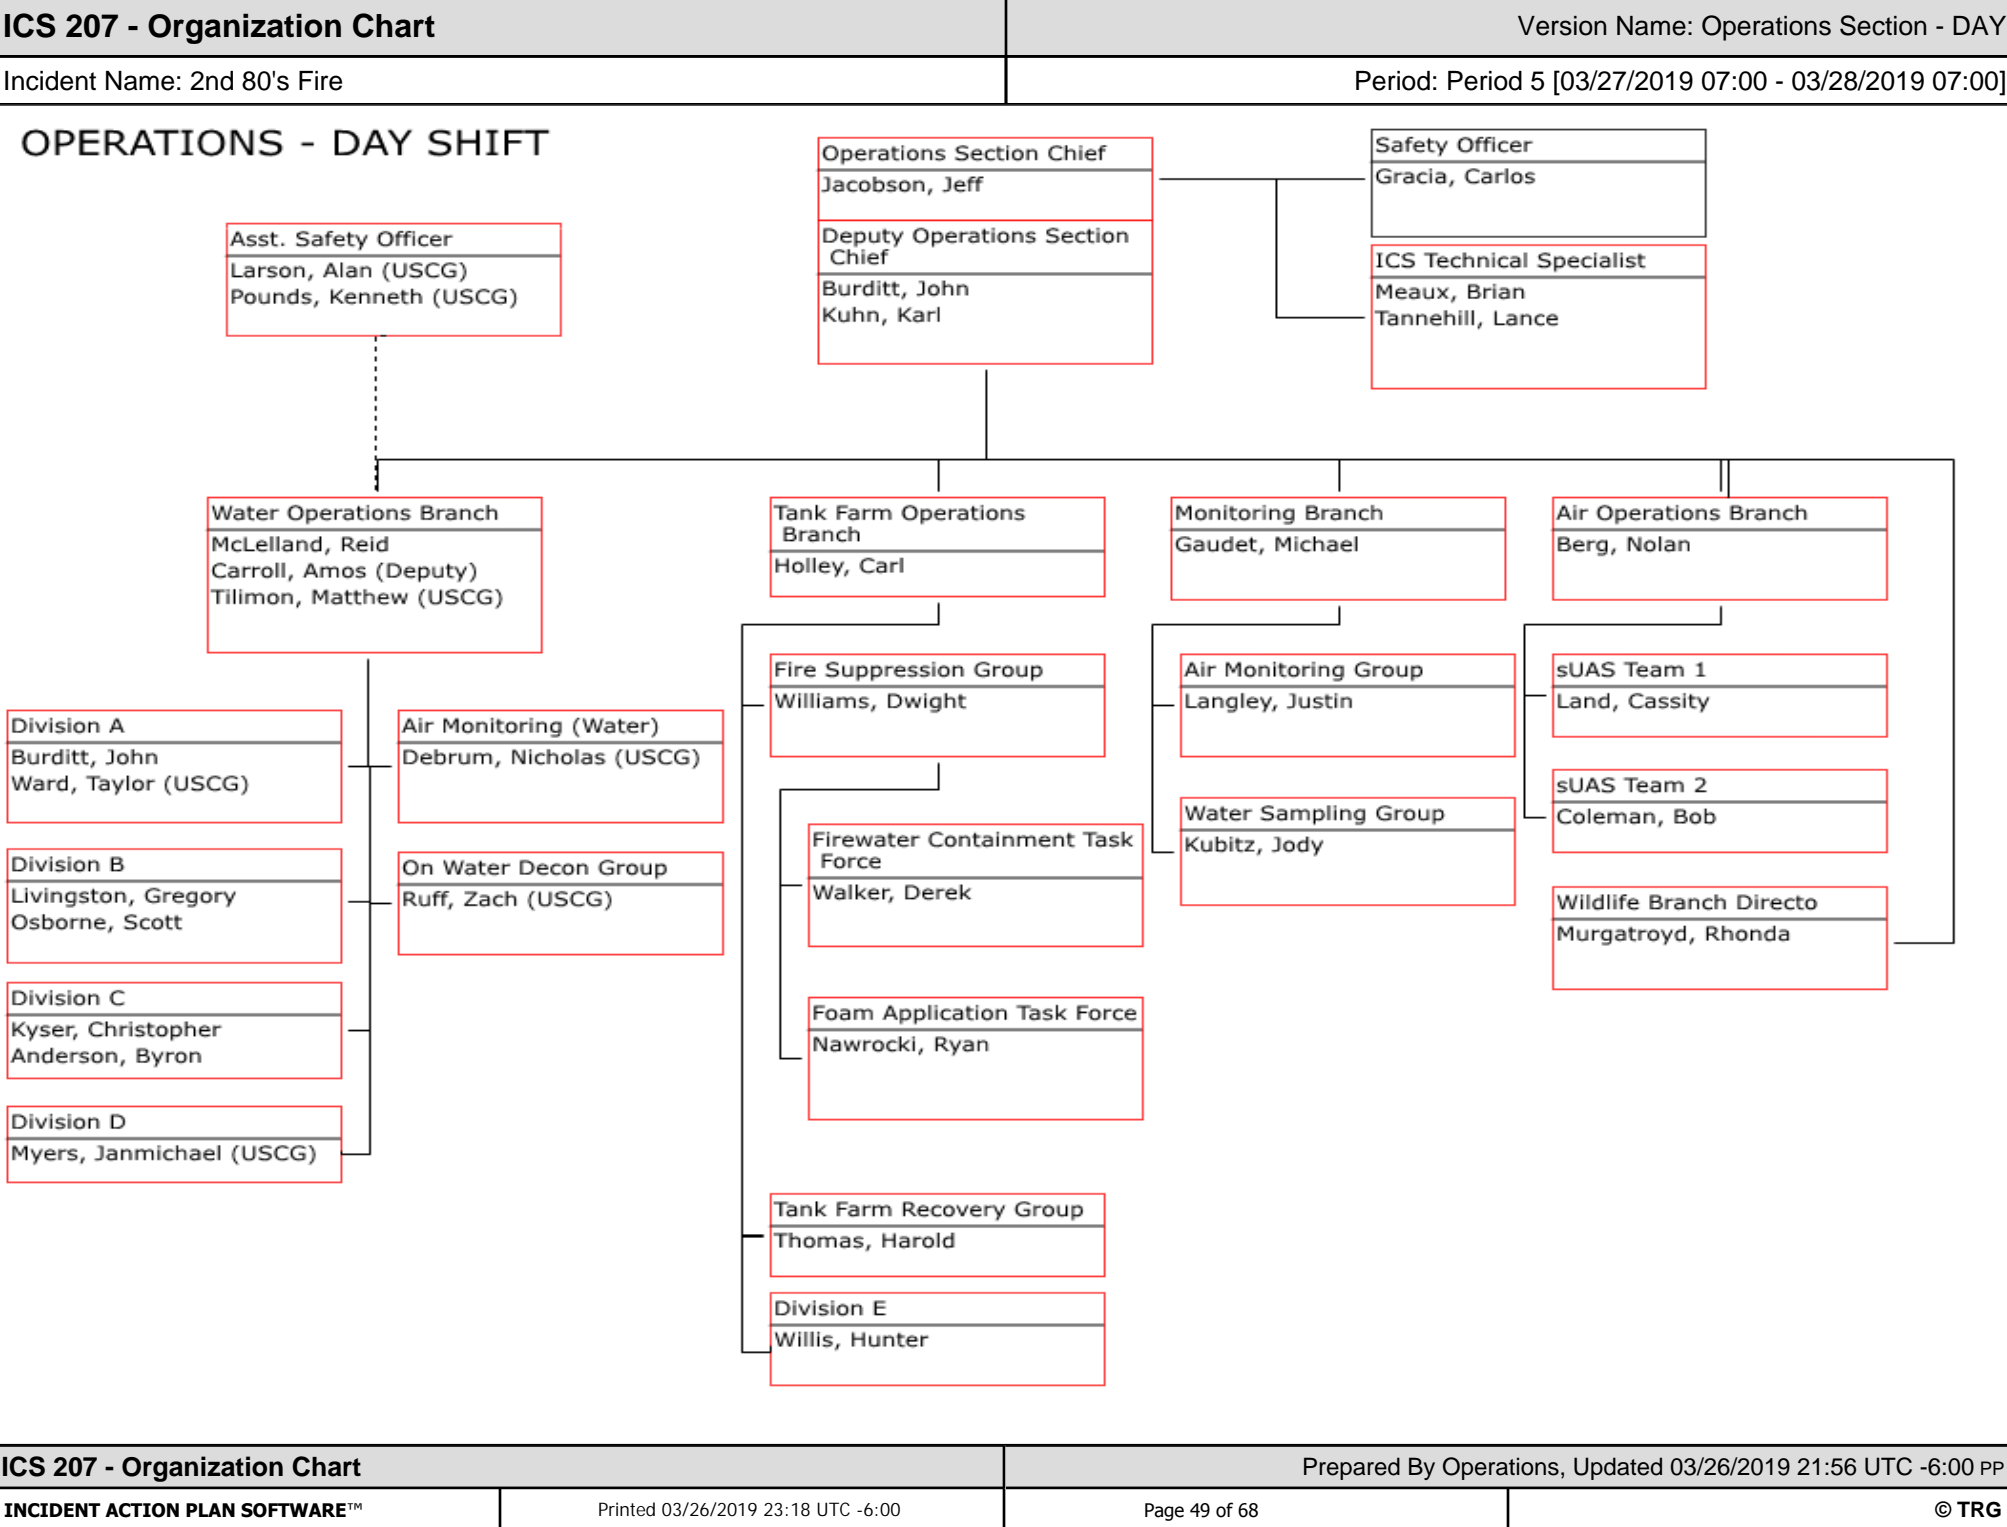 ICS 207 - Organization Chart
Version Name: Operations Section - DAY
Incident Name: 2nd 80's Fire
Period: Period 5 [03/27/2019 07:00 - 03/28/2019 07:00]
OPERATIONS - DAY SHIFT
Operations Section Chief
Jacobson, Jeff
Deputy Operations Section
Chief
Burditt, John
Kuhn, Karl
Safety Officer
Gracia, Carlos
ICS Technical Specialist
Meaux, Brian
Tannehill, Lance
Asst. Safety Officer
Larson, Alan (USCG)
Pounds, Kenneth (USCG)
Water Operations Branch
McLelland, Reid
Carroll, Amos (Deputy)
Tilimon, Matthew (USCG)
Division A
Burditt, John
Ward, Taylor (USCG)
Air Monitoring (Water)
Debrum, Nicholas (USCG)
Division B
Livingston, Gregory
Osborne, Scott
On Water Decon Group
Ruff, Zach (USCG)
Division C
Kyser, Christopher
Anderson, Byron
Division D
Myers, Janmichael (USCG)
Tank Farm Operations
Branch
Holley, Carl
Fire Suppression Group
Williams, Dwight
Firewater Containment Task
Force
Walker, Derek
Foam Application Task Force
Nawrocki, Ryan
Tank Farm Recovery Group
Thomas, Harold
Division E
Willis, Hunter
Monitoring Branch
Gaudet, Michael
Air Monitoring Group
Langley, Justin
Water Sampling Group
Kubitz, Jody
Air Operations Branch
Berg, Nolan
sUAS Team 1
Land, Cassity
sUAS Team 2
Coleman, Bob
Wildlife Branch Directo
Murgatroyd, Rhonda
ICS 207 - Organization Chart
Prepared By Operations, Updated 03/26/2019 21:56 UTC -6:00 PP
INCIDENT ACTION PLAN SOFTWARE™
Printed 03/26/2019 23:18 UTC -6:00
Page 49 of 68
© TRG